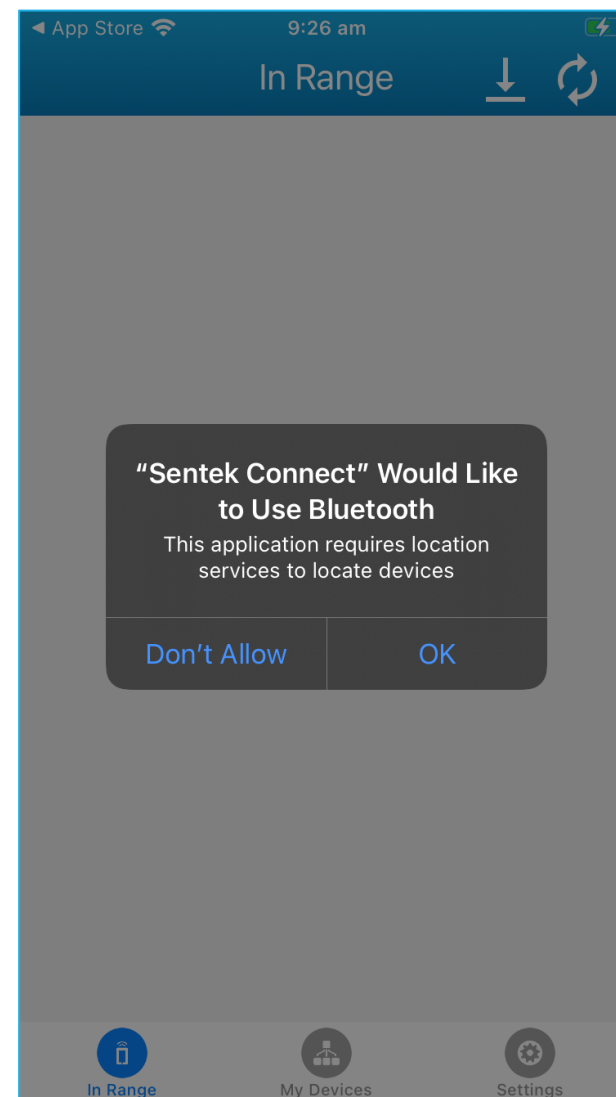 ◀ App Store 9:26 am
In Range
“Sentek Connect” Would Like
to Use Bluetooth
This application requires location
services to locate devices
Don’t Allow OK
In Range My Devices Settings